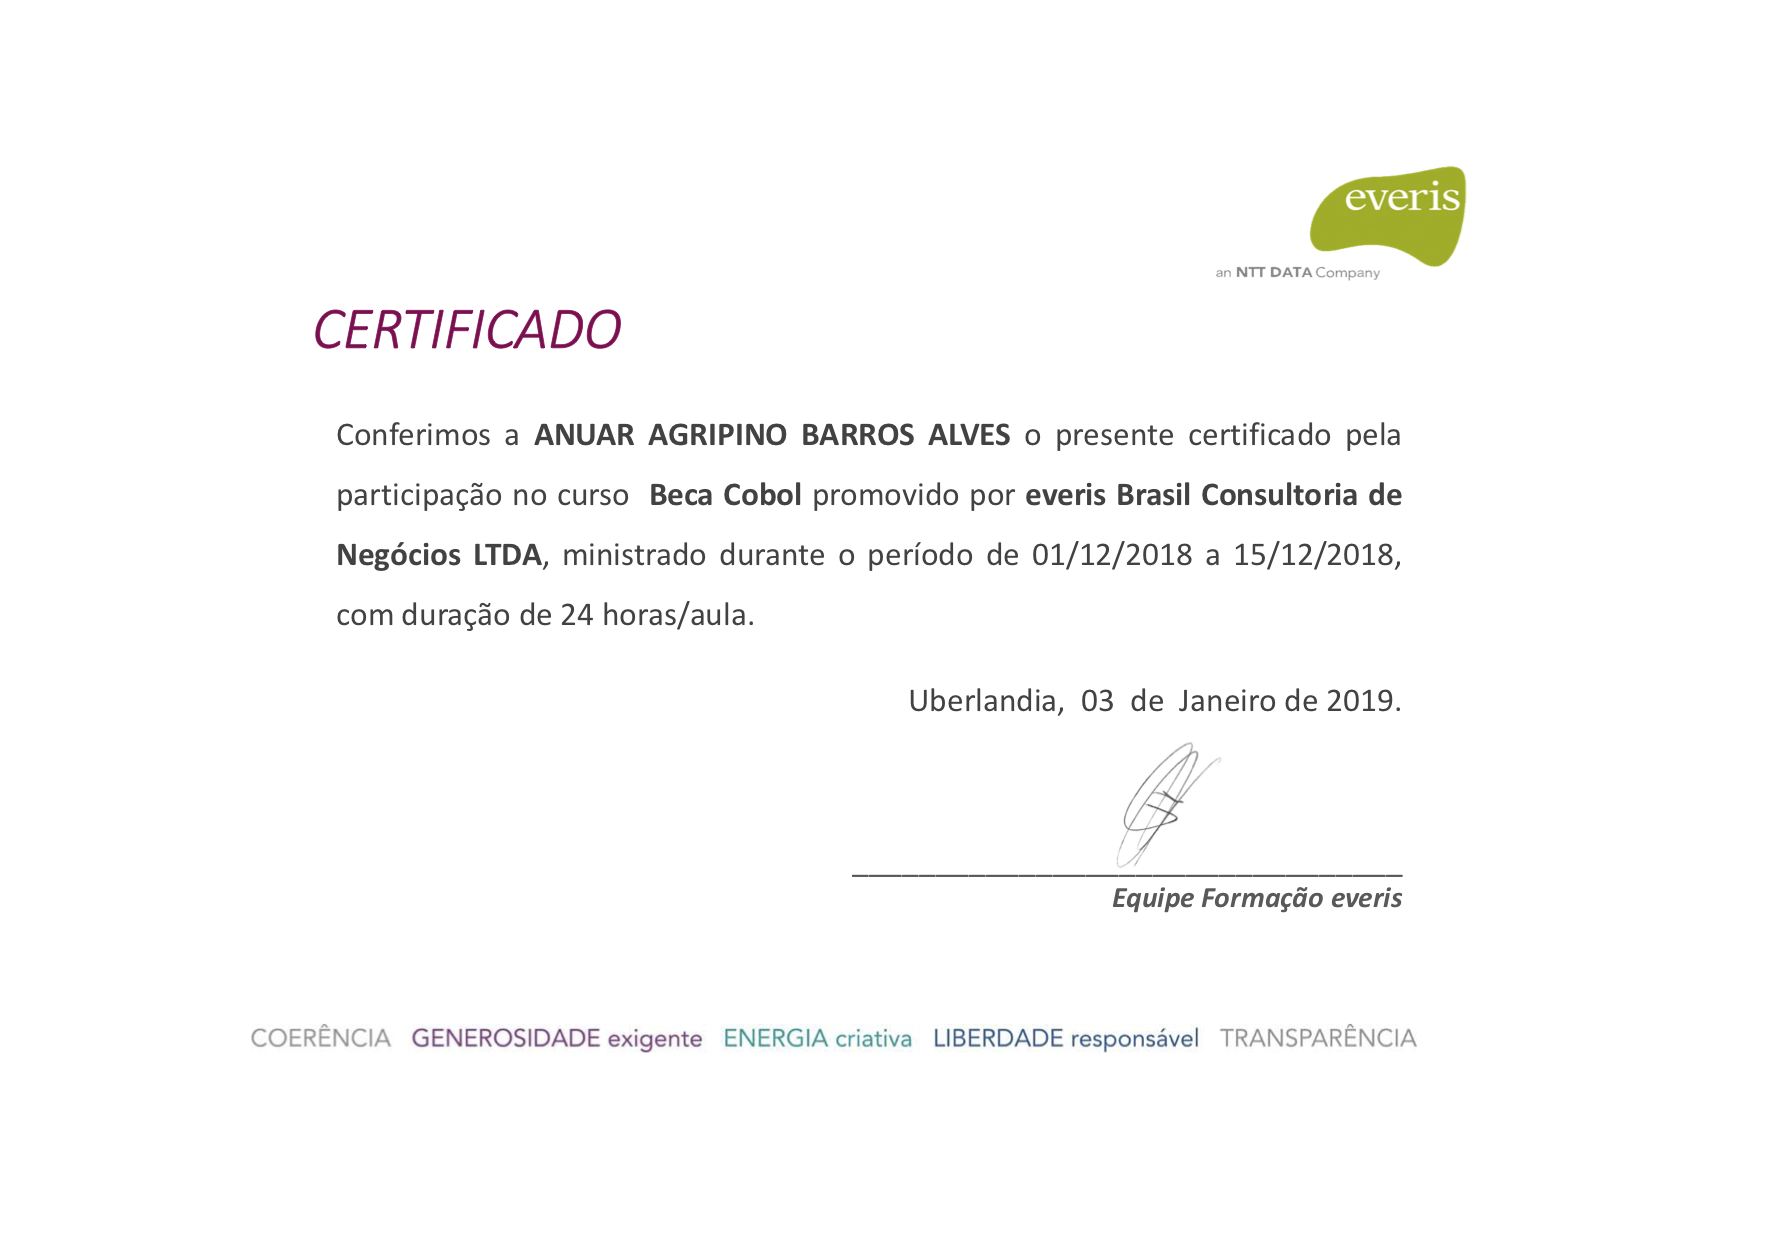 everis
an NTT DATA Company
CERTIFICADO
Conferimos a ANUAR AGRIPINO BARROS ALVES o presente certificado pela
participação no curso Beca Cobol promovido por everis Brasil Consultoria de
Negócios LTDA, ministrado durante o período de 01/12/2018 a 15/12/2018,
com duração de 24 horas/aula.
Uberlandia, 03 de Janeiro de 2019.
Equipe Formação everis
COERÊNCIA GENEROSIDADE exigente ENERGIA criativa LIBERDADE responsável TRANSPARÊNCIA